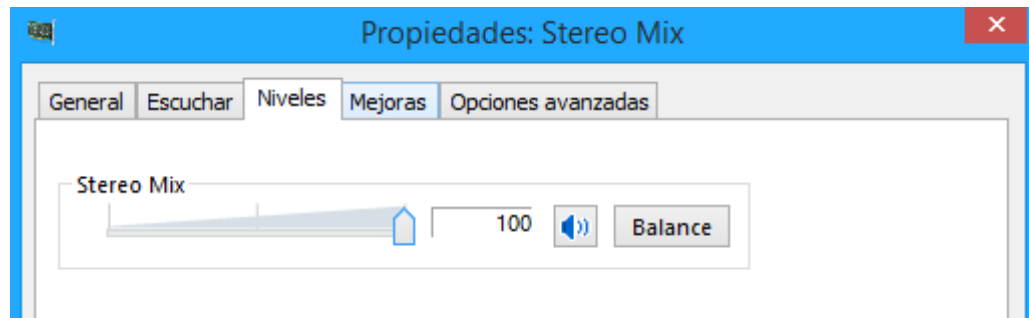 Propiedades: Stereo Mix
General Escuchar Niveles Mejoras Opciones avanzadas
Stereo Mix
100 Balance